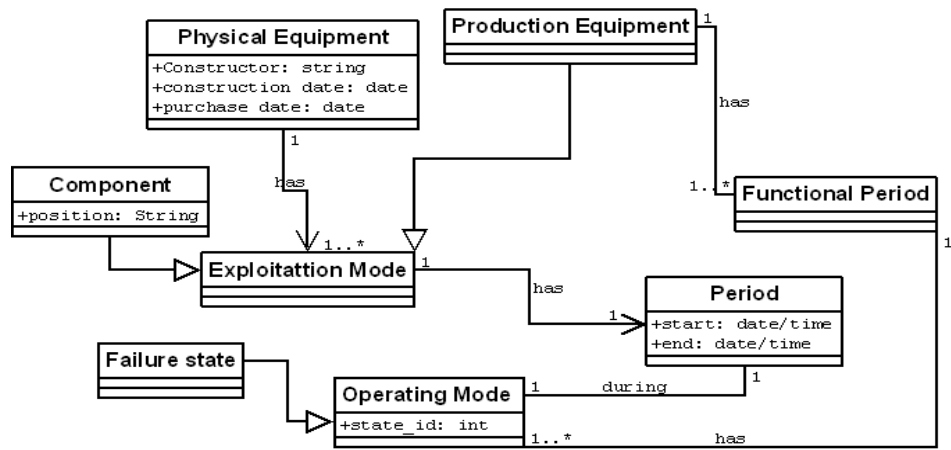 Physical Equipment
+Constructor: string
+construction date: date
+purchase date: date
Production Equipment
1
has
1..*
1
has
1..*
Component
+position: String
Functional Period
1
Exploitattion Mode
1
has
1
Period
+start: date/time
+end: date/time
Failure state
Operating Mode
+state_id: int
1
during
1
1..*
has